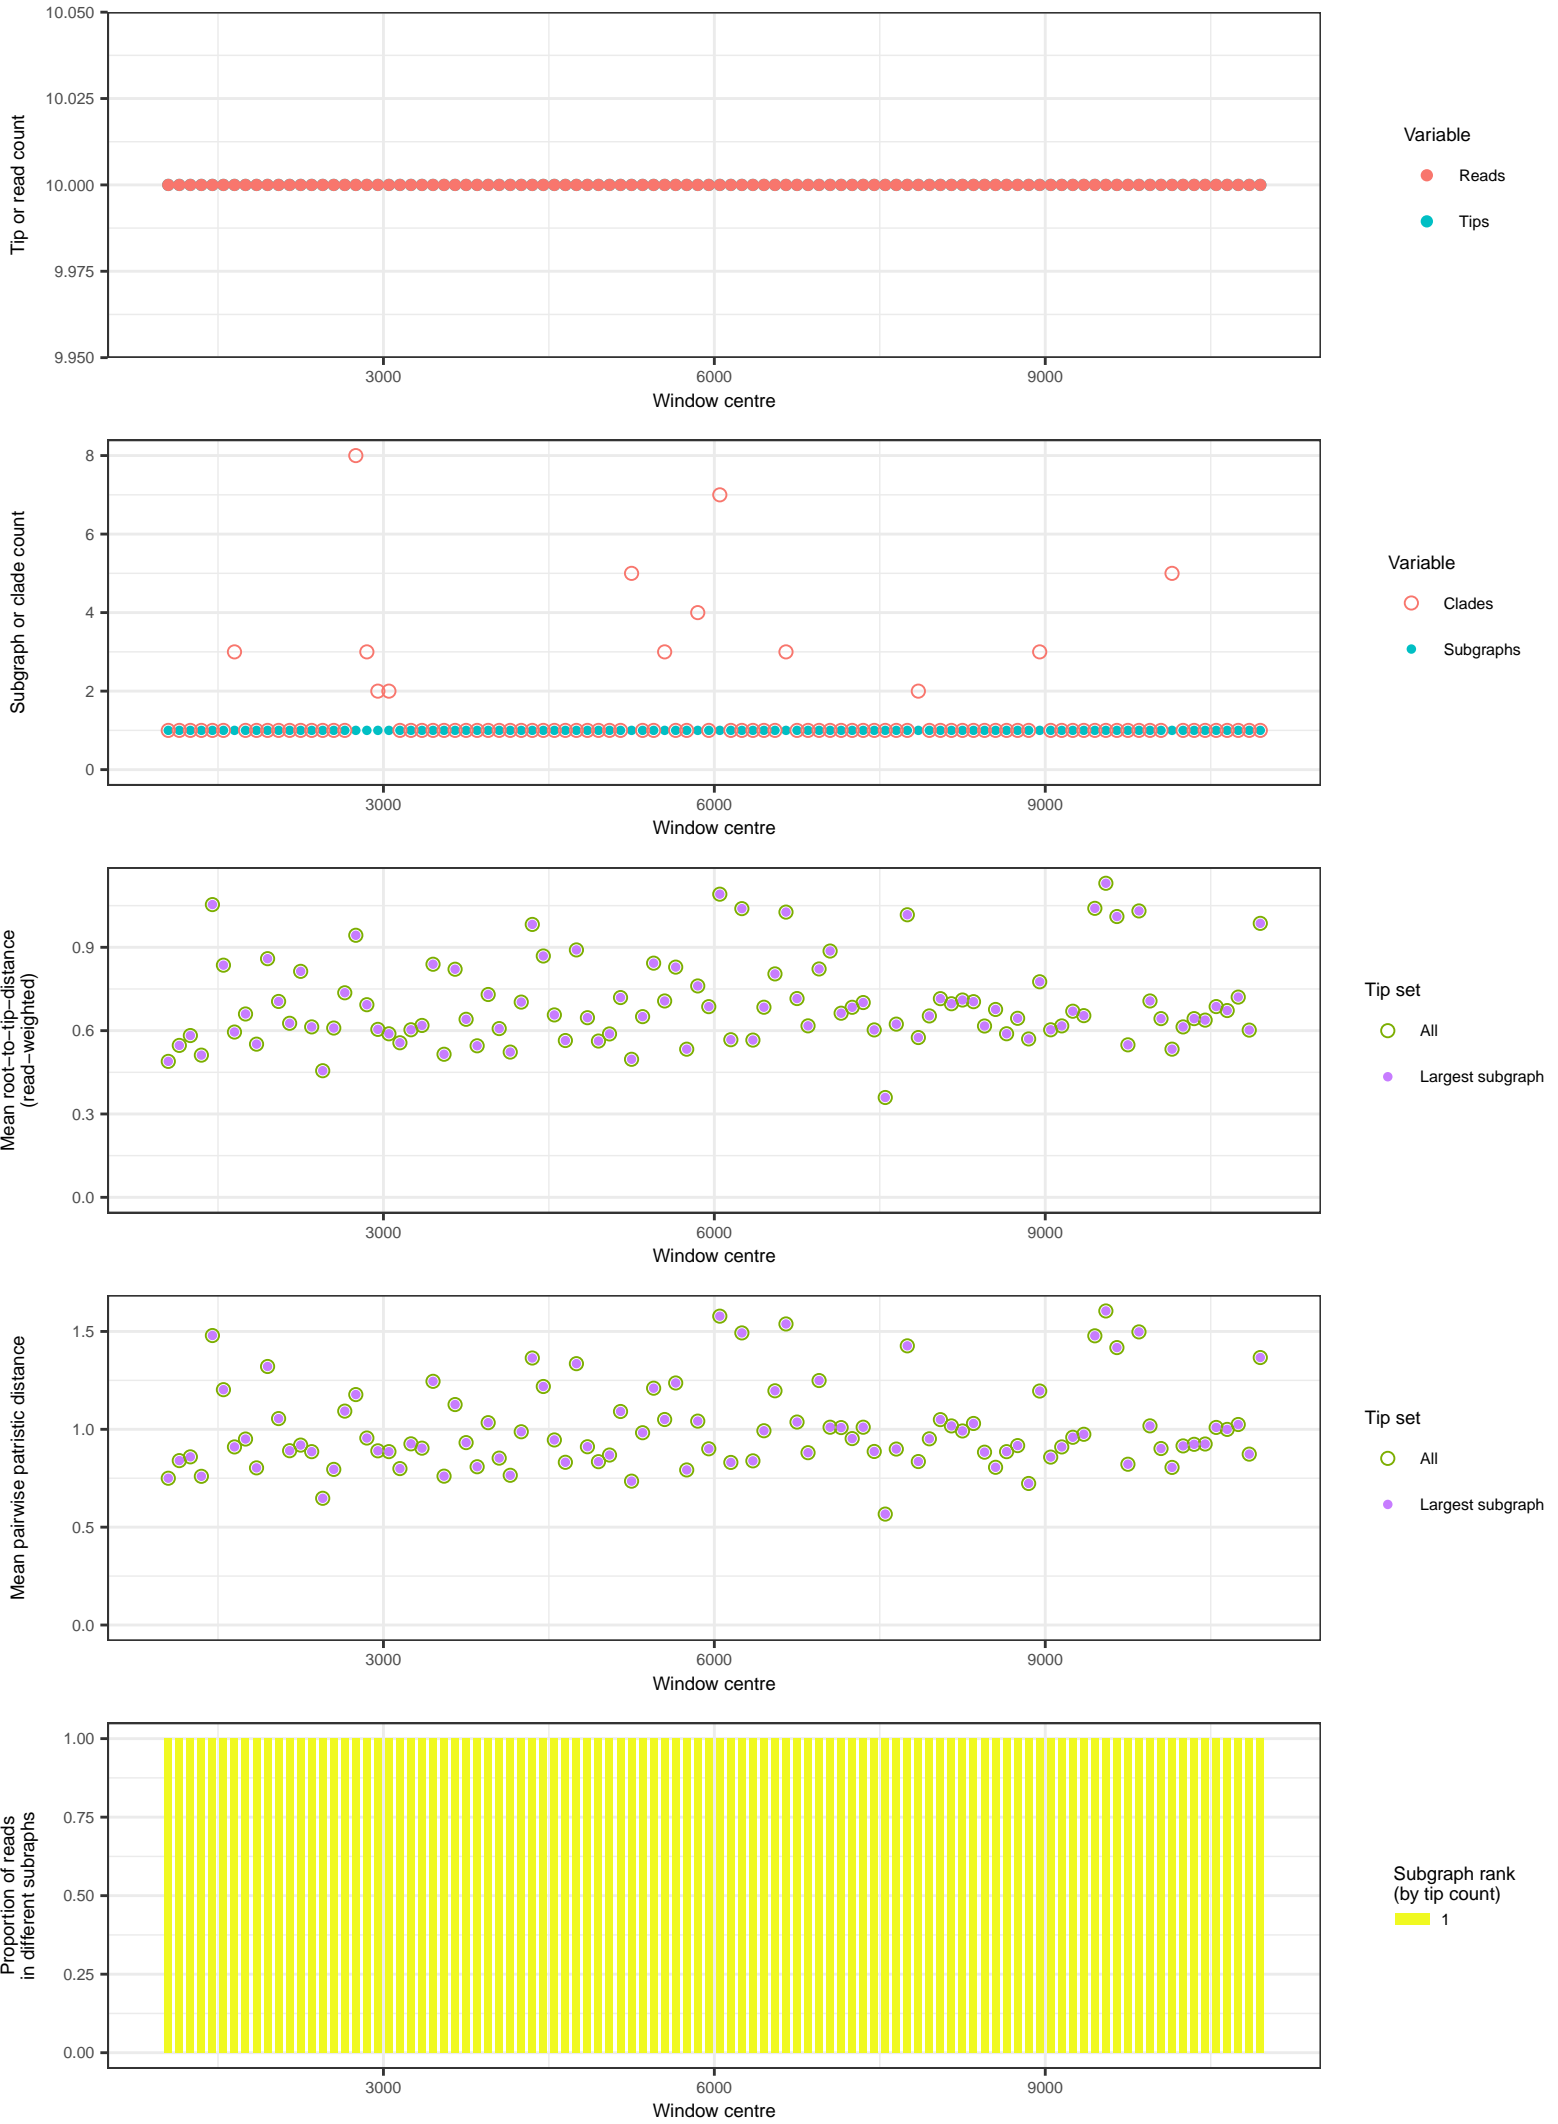 10.050
10.025
10.000
9.975
9.950
Tip or read count
3000 6000 9000
Window centre
Variable
Reads
Tips
8
6
4
2
0
Subgraph or clade count
3000 6000 9000
Window centre
Variable
Clades
Subgraphs
0.9
0.6
0.3
0.0
Mean root−to−tip−distance
(read−weighted)
3000 6000 9000
Window centre
Tip set
All
Largest subgraph
1.5
1.0
0.5
0.0
Mean pairwise patristic distance
3000 6000 9000
Window centre
Tip set
All
Largest subgraph
1.00
0.75
0.50
0.25
0.00
Proportion of reads
in different subraphs
3000 6000 9000
Window centre
Subgraph rank
(by tip count)
1